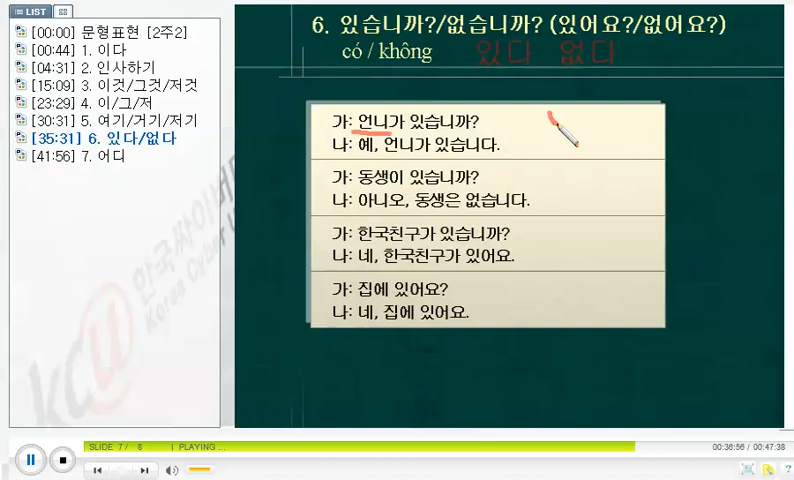 LIST
[00:00] 문형표현 [2주2]
[00:44] 1. 이다
[04:31] 2. 인사하기
[15:09] 3. 이것/그것/저것
[23:29] 4. 이/그/저
[30:31] 5. 여기/거기/저기
[35:31] 6. 있다/없다
[41:56] 7. 어디
한국싸이버
Korea Cyber U
kcu
6. 있습니까?/없습니까? (있어요?/없어요?)
có / không 있다 없다
가: 언니가 있습니까?
나: 예, 언니가 있습니다.
가: 동생이 있습니까?
나: 아니오, 동생은 없습니다.
가: 한국친구가 있습니까?
나: 네, 한국친구가 있어요.
가: 집에 있어요?
나: 네, 집에 있어요.
SLIDE 7 / 8 | PLAYING ...
00:36:56 / 00:47:38